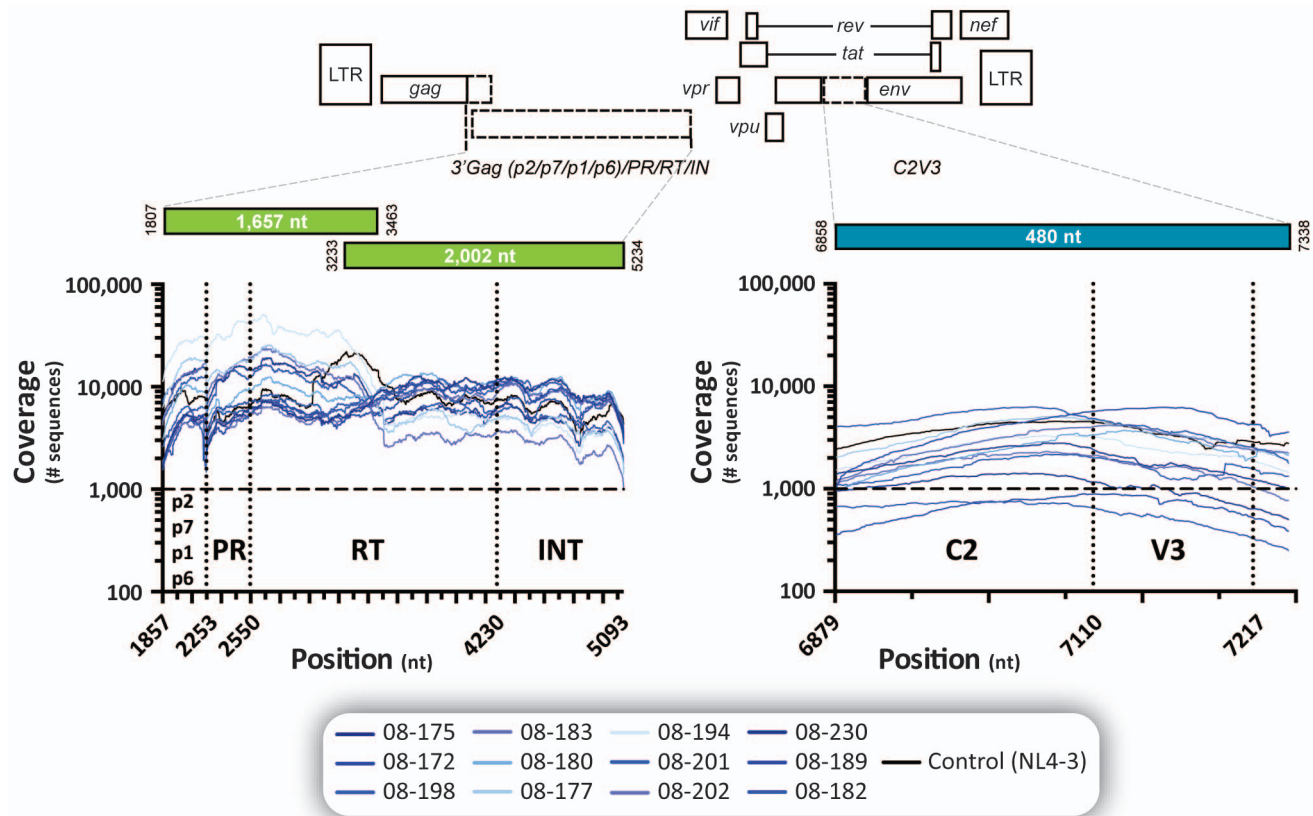 vif
rev
nef
tat
LTR
gag
vpr
env
LTR
vpu
3'Gag (p2/p7/p1/p6)/PR/RT/IN
C2V3
1807
1,657 nt
3463
3233
2,002 nt
5234
6858
480 nt
7338
Coverage
(# sequences)
100,000
10,000
1,000
100
p2
p7
p1
p6
PR
RT
INT
1857
2253
2550
4230
5093
Position (nt)
Coverage
(# sequences)
100,000
10,000
1,000
100
C2
V3
6879
7110
7217
Position (nt)
08-175 08-183 08-194 08-230
08-172 08-180 08-201 08-189 Control (NL4-3)
08-198 08-177 08-202 08-182